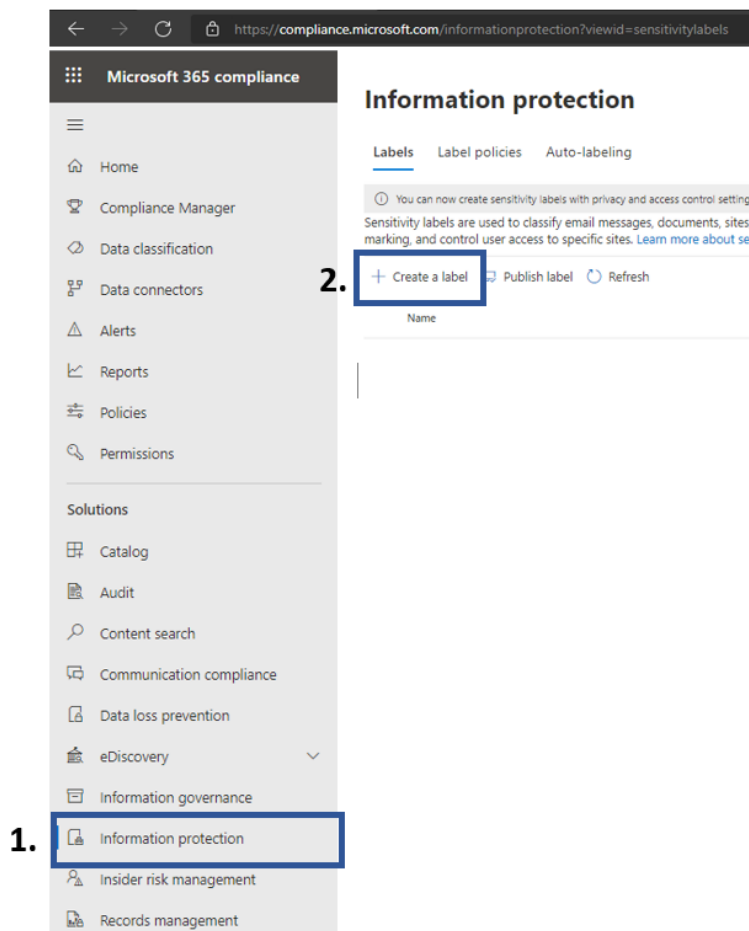 https://compliance.microsoft.com/informationprotection?viewid=sensitivitylabels
Microsoft 365 compliance
Home
Compliance Manager
Data classification
Data connectors
Alerts
Reports
Policies
Permissions
Solutions
Catalog
Audit
Content search
Communication compliance
Data loss prevention
eDiscovery
Information governance
1.
Information protection
Insider risk management
Records management
Information protection
Labels Label policies Auto-labeling
You can now create sensitivity labels with privacy and access control setting
Sensitivity labels are used to classify email messages, documents, sites
marking, and control user access to specific sites. Learn more about se
2.
Create a label Publish label Refresh
Name